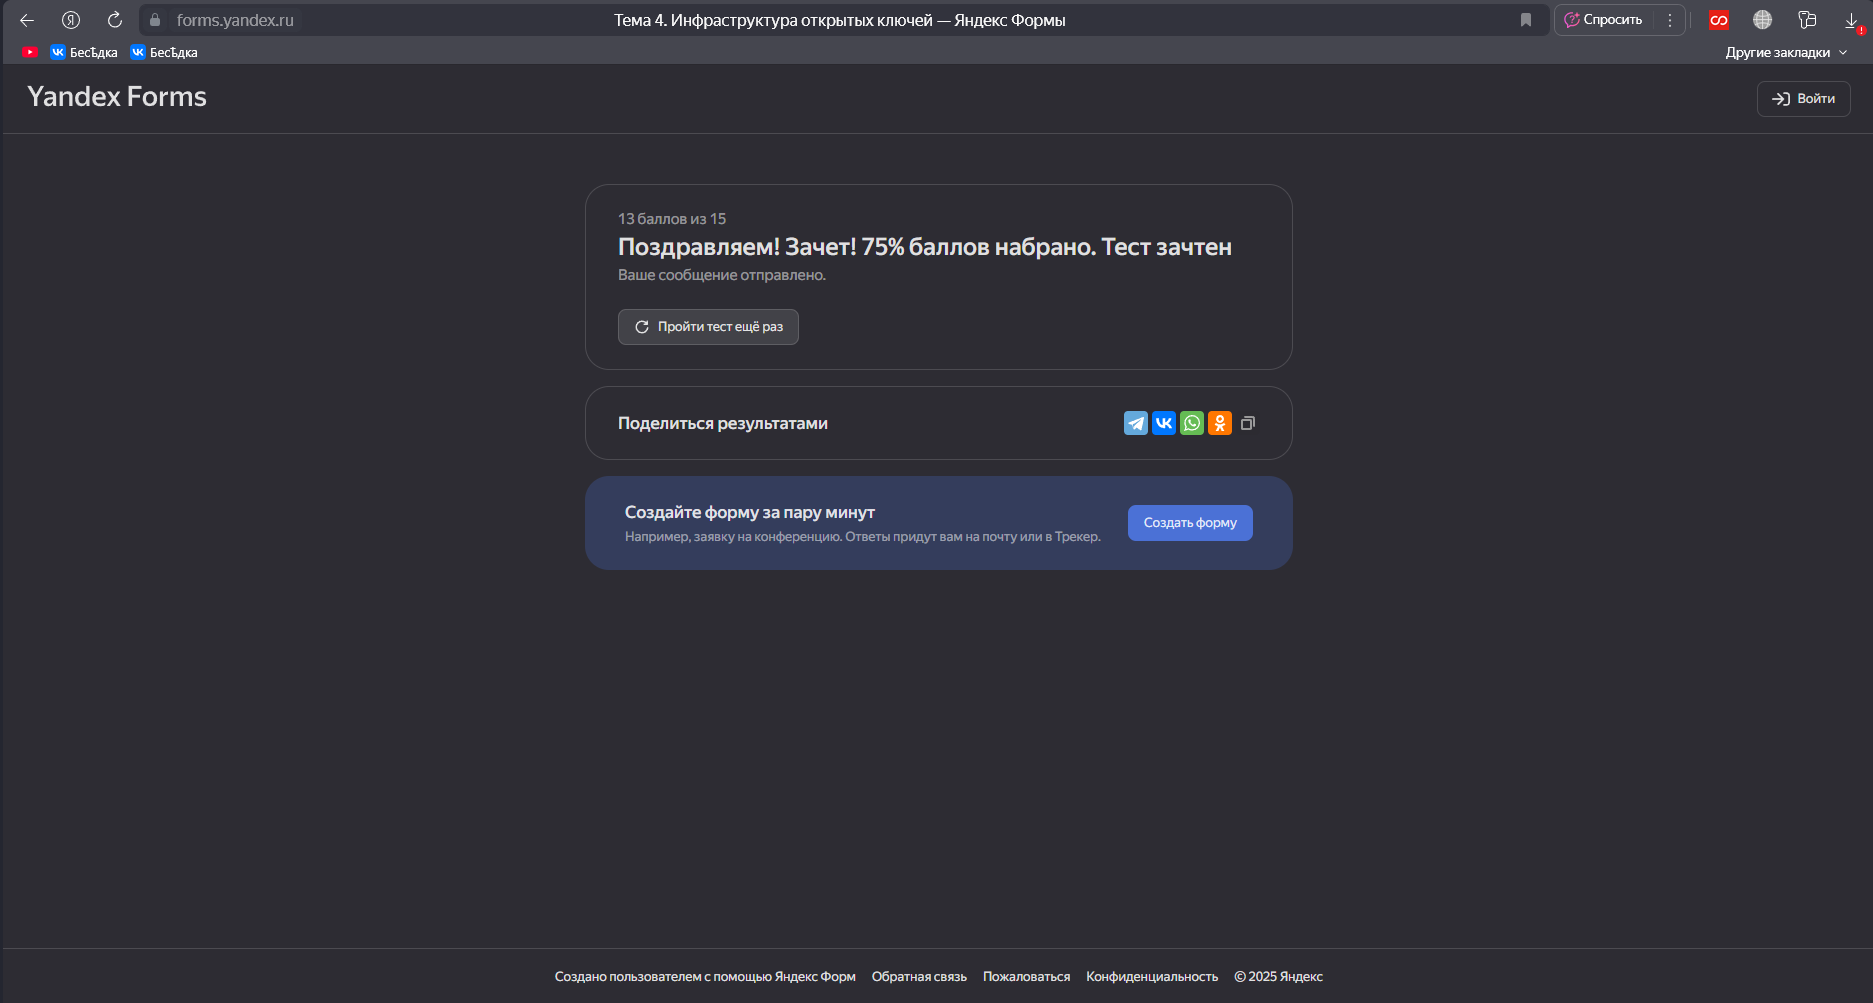 forms.yandex.ru
Тема 4. Инфраструктура открытых ключей — Яндекс Формы
Спросить
Бесѣдка
Бесѣдка
Другие закладки
Yandex Forms
Войти
13 баллов из 15
Поздравляем! Зачет! 75% баллов набрано. Тест зачтен
Ваше сообщение отправлено.
Пройти тест ещё раз
Поделиться результатами
Создайте форму за пару минут
Например, заявку на конференцию. Ответы придут вам на почту или в Трекер.
Создать форму
Создано пользователем с помощью Яндекс Форм Обратная связь Пожаловаться Конфиденциальность © 2025 Яндекс